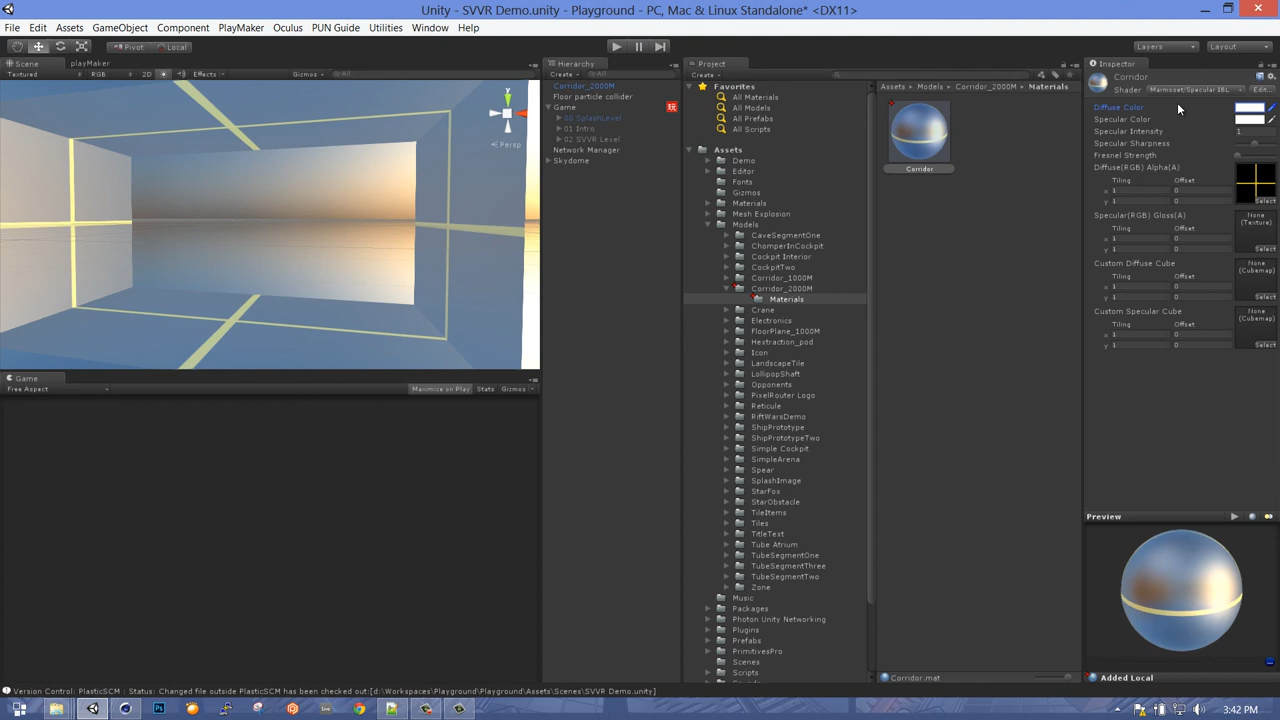 Unity - SVVR Demo.unity - Playground - PC, Mac & Linux Standalone* <DX11>
File Edit Assets GameObject Component PlayMaker Oculus PUN Guide Utilities Window Help
Pivot Local Layers Layout
Scene playMaker
Textured RGB 2D Effects Gizmos All
Hierarchy
Create All
Corridor_2000M
Floor particle collider
Game
00 SplashLevel
01 Intro
02 SVVR Level
Network Manager
Skydome
Persp
y
Game
Free Aspect Maximize on Play Stats Gizmos
Project
Create
Favorites
All Materials
All Models
All Prefabs
All Scripts
Assets
Demo
Editor
Fonts
Gizmos
Materials
Mesh Explosion
Models
CaveSegmentOne
ChomperInCockpit
Cockpit Interior
CockpitTwo
Corridor_1000M
Corridor_2000M
Materials
Crane
Electronics
FloorPlane_1000M
Hextraction_pod
Icon
LandscapeTile
LollipopShaft
Opponents
PixelRouter Logo
Reticule
RiftWarsDemo
ShipPrototype
ShipPrototypeTwo
Simple Cockpit
SimpleArena
Spear
SplashImage
StarFox
StarObstacle
TileItems
Tiles
TitleText
Tube Atrium
TubeSegmentOne
TubeSegmentThree
TubeSegmentTwo
Zone
Music
Packages
Photon Unity Networking
Plugins
Prefabs
PrimitivesPro
Scenes
Scripts
Assets Models Corridor_2000M Materials
Corridor
Corridor.mat
Inspector
Corridor
Shader Marmoset/Specular IBL Edit...
Diffuse Color
Specular Color
Specular Intensity 1
Specular Sharpness
Fresnel Strength
Diffuse(RGB) Alpha(A)
Tiling Offset
x 1 0
y 1 0 Select
Specular(RGB) Gloss(A) None (Texture)
Tiling Offset
x 1 0
y 1 0 Select
Custom Diffuse Cube None (Cubemap)
Tiling Offset
x 1 0
y 1 0 Select
Custom Specular Cube None (Cubemap)
Tiling Offset
x 1 0
y 1 0 Select
Preview
Added Local
Version Control: PlasticSCM : Status: Changed file outside PlasticSCM has been checked out:[d:\Workspaces\Playground\Playground\Assets\Scenes\SVVR Demo.unity]
Ps
3:42 PM